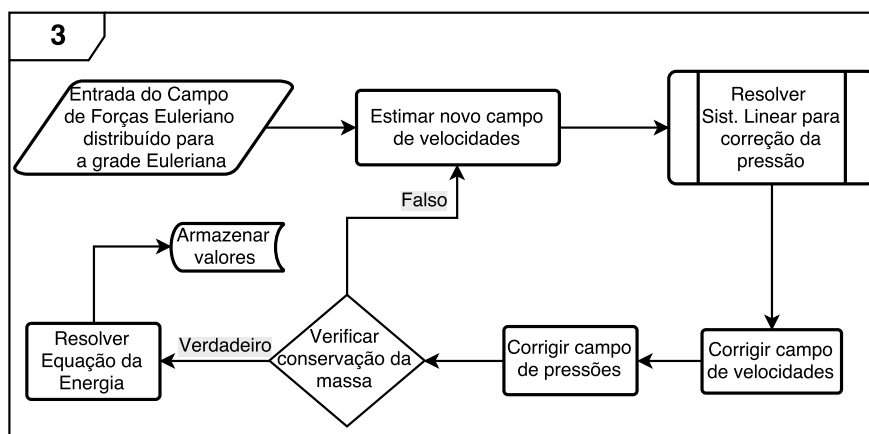 3
Entrada do Campo
de Forças Euleriano
distribuído para
a grade Euleriana
Estimar novo campo
de velocidades
Resolver
Sist. Linear para
correção da
pressão
Falso
Armazenar
valores
Resolver
Equação da
Energia
Verdadeiro
Verificar
conservação da
massa
Corrigir campo
de pressões
Corrigir campo
de velocidades